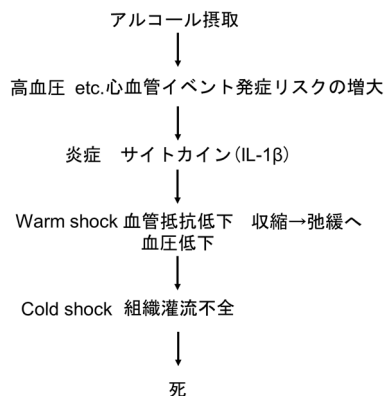 アルコール摂取
高血圧 etc.心血管イベント発症リスクの増大
炎症　サイトカイン(IL-1β)
Warm shock 血管抵抗低下　収縮→弛緩へ
血圧低下
Cold shock 組織灌流不全
死